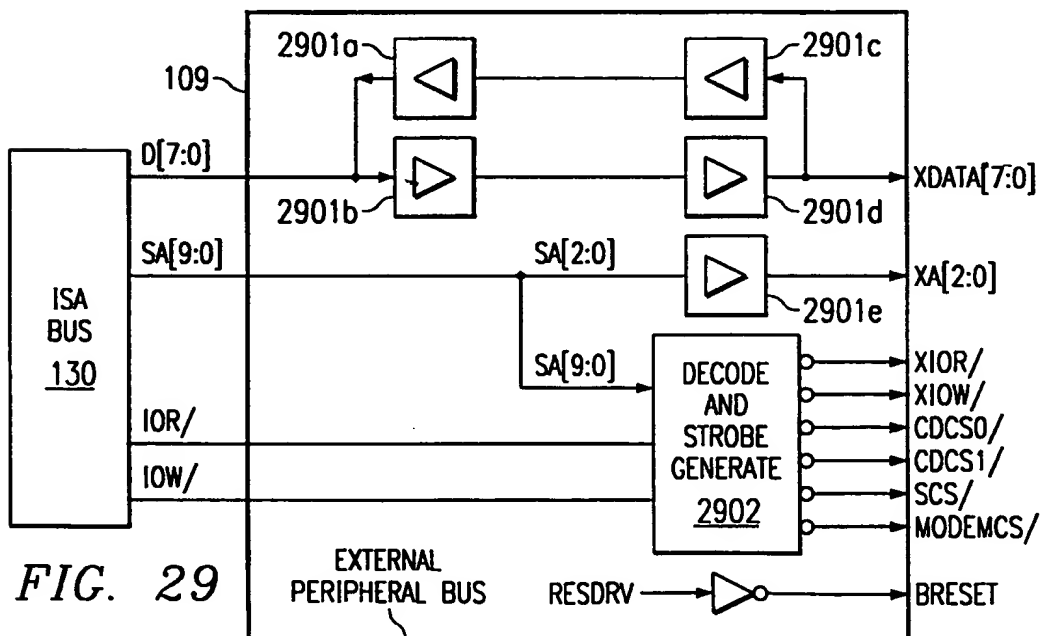 2901a
2901c
109
D[7:0]
XDATA[7:0]
2901b
2901d
SA[9:0]
SA[2:0]
XA[2:0]
2901e
ISA
BUS
130
SA[9:0]
DECODE
AND
STROBE
GENERATE
2902
XIOR/
XIOW/
CDCS0/
CDCS1/
SCS/
MODEMCS/
IOR/
IOW/
FIG. 29
EXTERNAL
PERIPHERAL BUS
RESDRV
BRESET